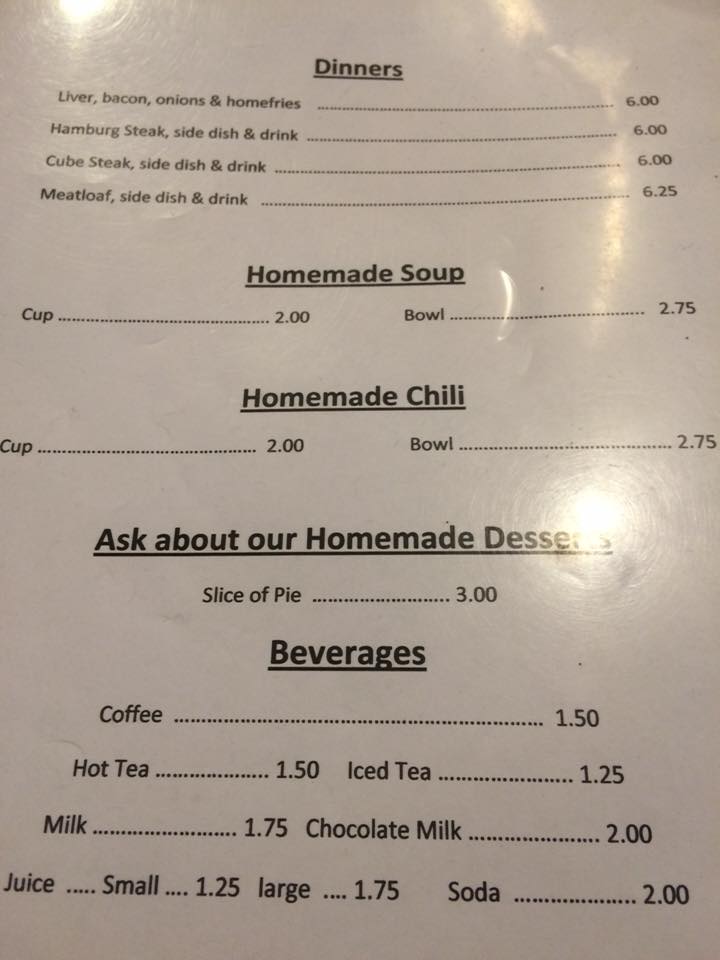 Dinners
Liver, bacon, onions & homefries ........................................................................ 6.00
Hamburg Steak, side dish & drink ........................................................................ 6.00
Cube Steak, side dish & drink ................................................................................ 6.00
Meatloaf, side dish & drink .................................................................................... 6.25
Homemade Soup
Cup ............................................. 2.00 Bowl .......................................... 2.75
Homemade Chili
Cup ............................................. 2.00 Bowl .......................................... 2.75
Ask about our Homemade Desserts
Slice of Pie .......................... 3.00
Beverages
Coffee ..................................................................... 1.50
Hot Tea ..................... 1.50 Iced Tea ......................... 1.25
Milk .......................... 1.75 Chocolate Milk ........................ 2.00
Juice ..... Small .... 1.25 large .... 1.75 Soda ...................... 2.00